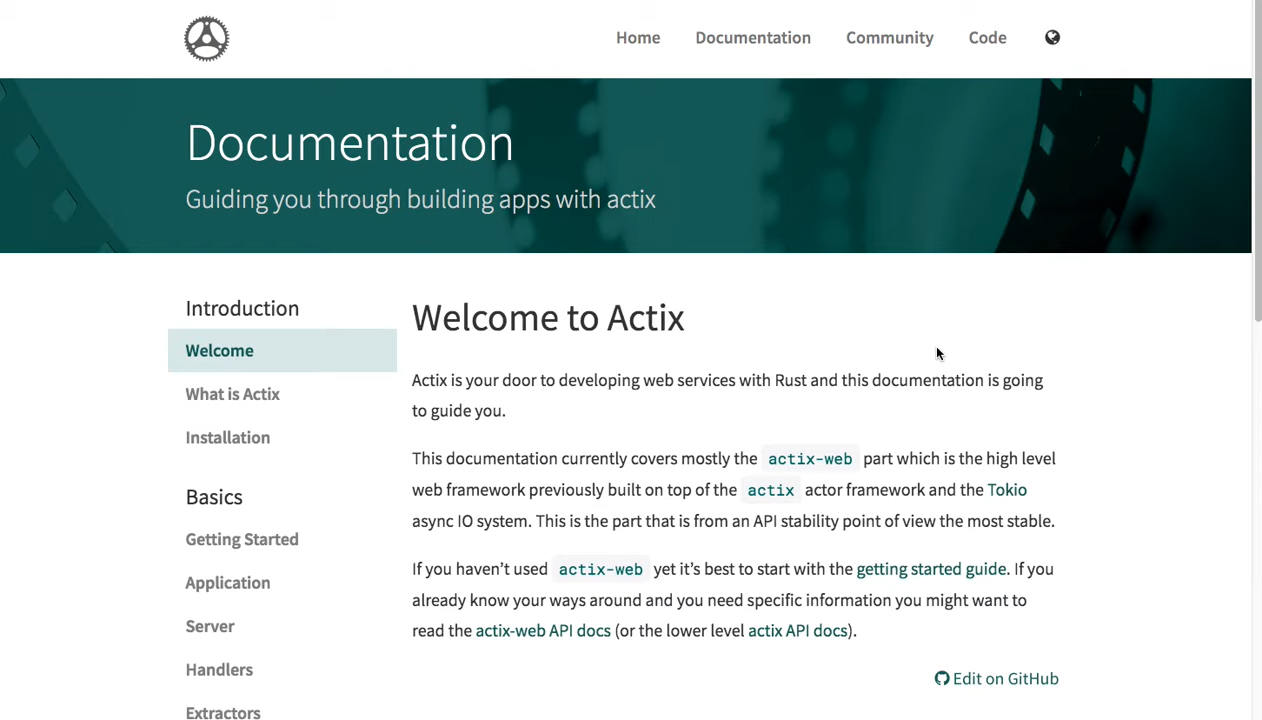 Home Documentation Community Code
Documentation
Guiding you through building apps with actix
Introduction
Welcome
What is Actix
Installation
Basics
Getting Started
Application
Server
Handlers
Extractors
Welcome to Actix
Actix is your door to developing web services with Rust and this documentation is going
to guide you.
This documentation currently covers mostly the actix-web part which is the high level
web framework previously built on top of the actix actor framework and the Tokio
async IO system. This is the part that is from an API stability point of view the most stable.
If you haven’t used actix-web yet it’s best to start with the getting started guide. If you
already know your ways around and you need specific information you might want to
read the actix-web API docs (or the lower level actix API docs).
Edit on GitHub